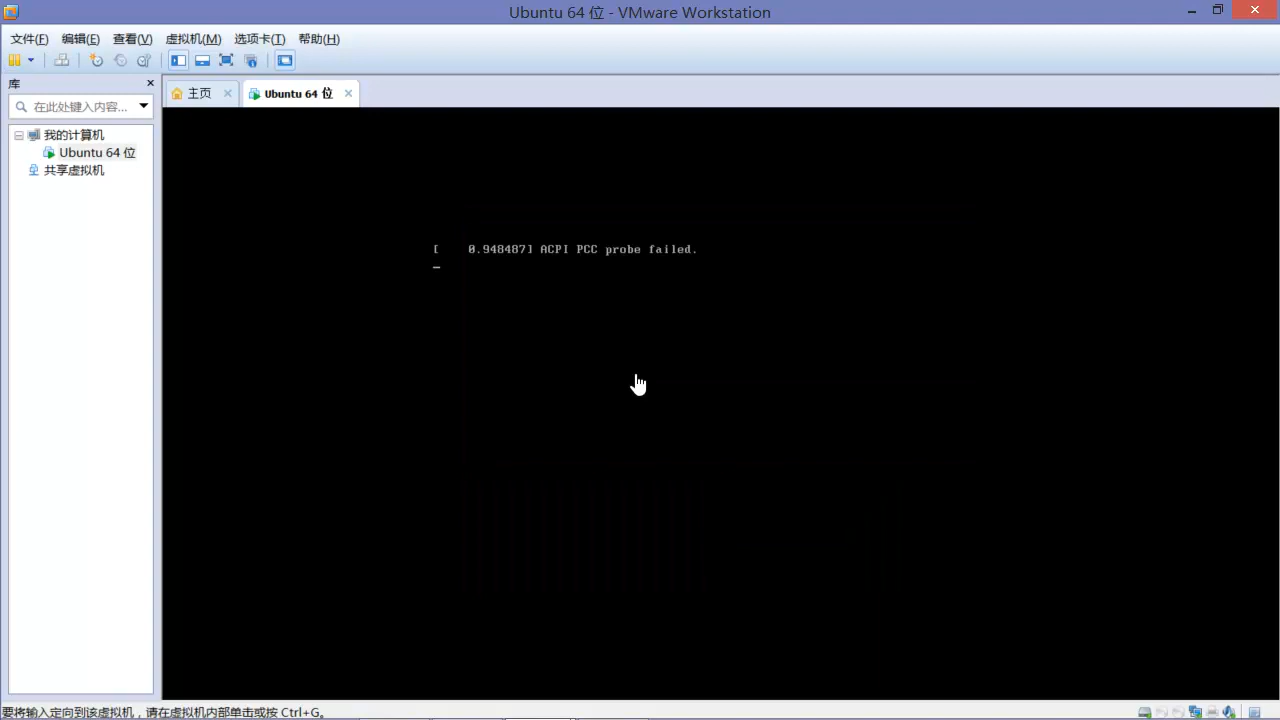 Ubuntu 64 位 - VMware Workstation
文件(F) 编辑(E) 查看(V) 虚拟机(M) 选项卡(T) 帮助(H)
库
在此处键入内容...
我的计算机
Ubuntu 64 位
共享虚拟机
主页
Ubuntu 64 位
[    0.948487] ACPI PCC probe failed.
要将输入定向到该虚拟机，请在虚拟机内部单击或按 Ctrl+G。